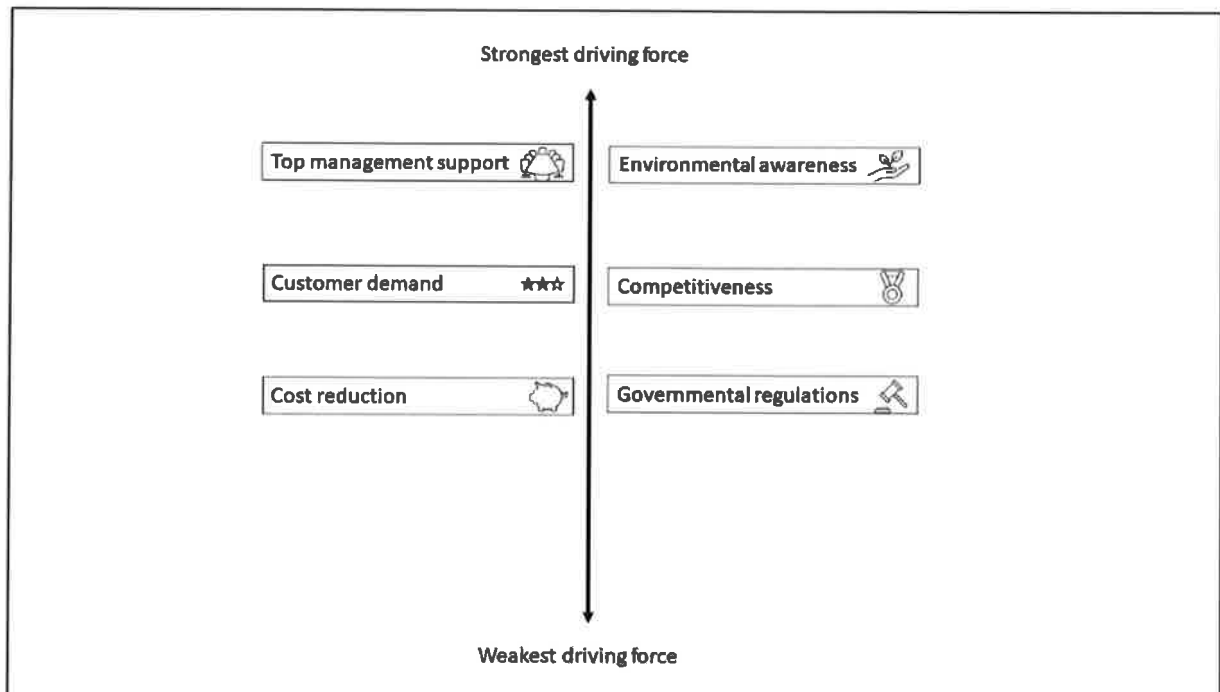 Strongest driving force
Top management support
Environmental awareness
Customer demand
Competitiveness
Cost reduction
Governmental regulations
Weakest driving force